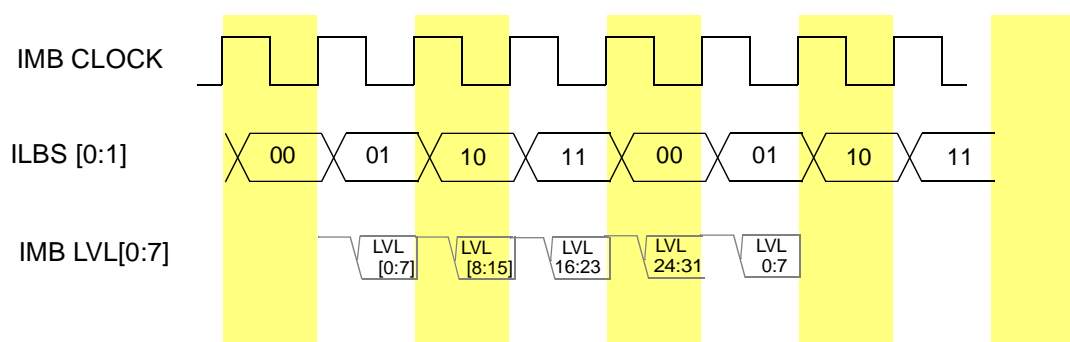 IMB CLOCK
ILBS [0:1]
00 01 10 11 00 01 10 11
IMB LVL[0:7]
LVL [0:7]
LVL [8:15]
LVL 16:23
LVL 24:31
LVL 0:7